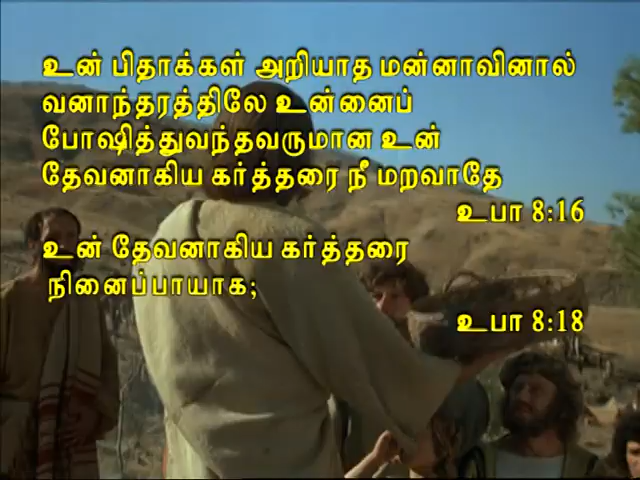 உன் பிதாக்கள் அறியாத மன்னாவினால்
வனாந்தரத்திலே உன்னைப்
போஷித்துவந்தவருமான உன்
தேவனாகிய கர்த்தரை நீ மறவாதே
உபா 8:16
உன் தேவனாகிய கர்த்தரை
நினைப்பாயாக;
உபா 8:18